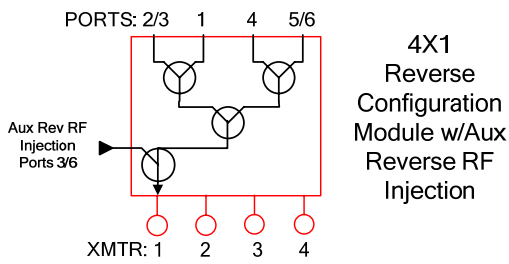 PORTS: 2/3 1 4 5/6
4X1
Reverse
Configuration
Module w/Aux
Reverse RF
Injection
Aux Rev RF
Injection
Ports 3/6
XMTR: 1 2 3 4